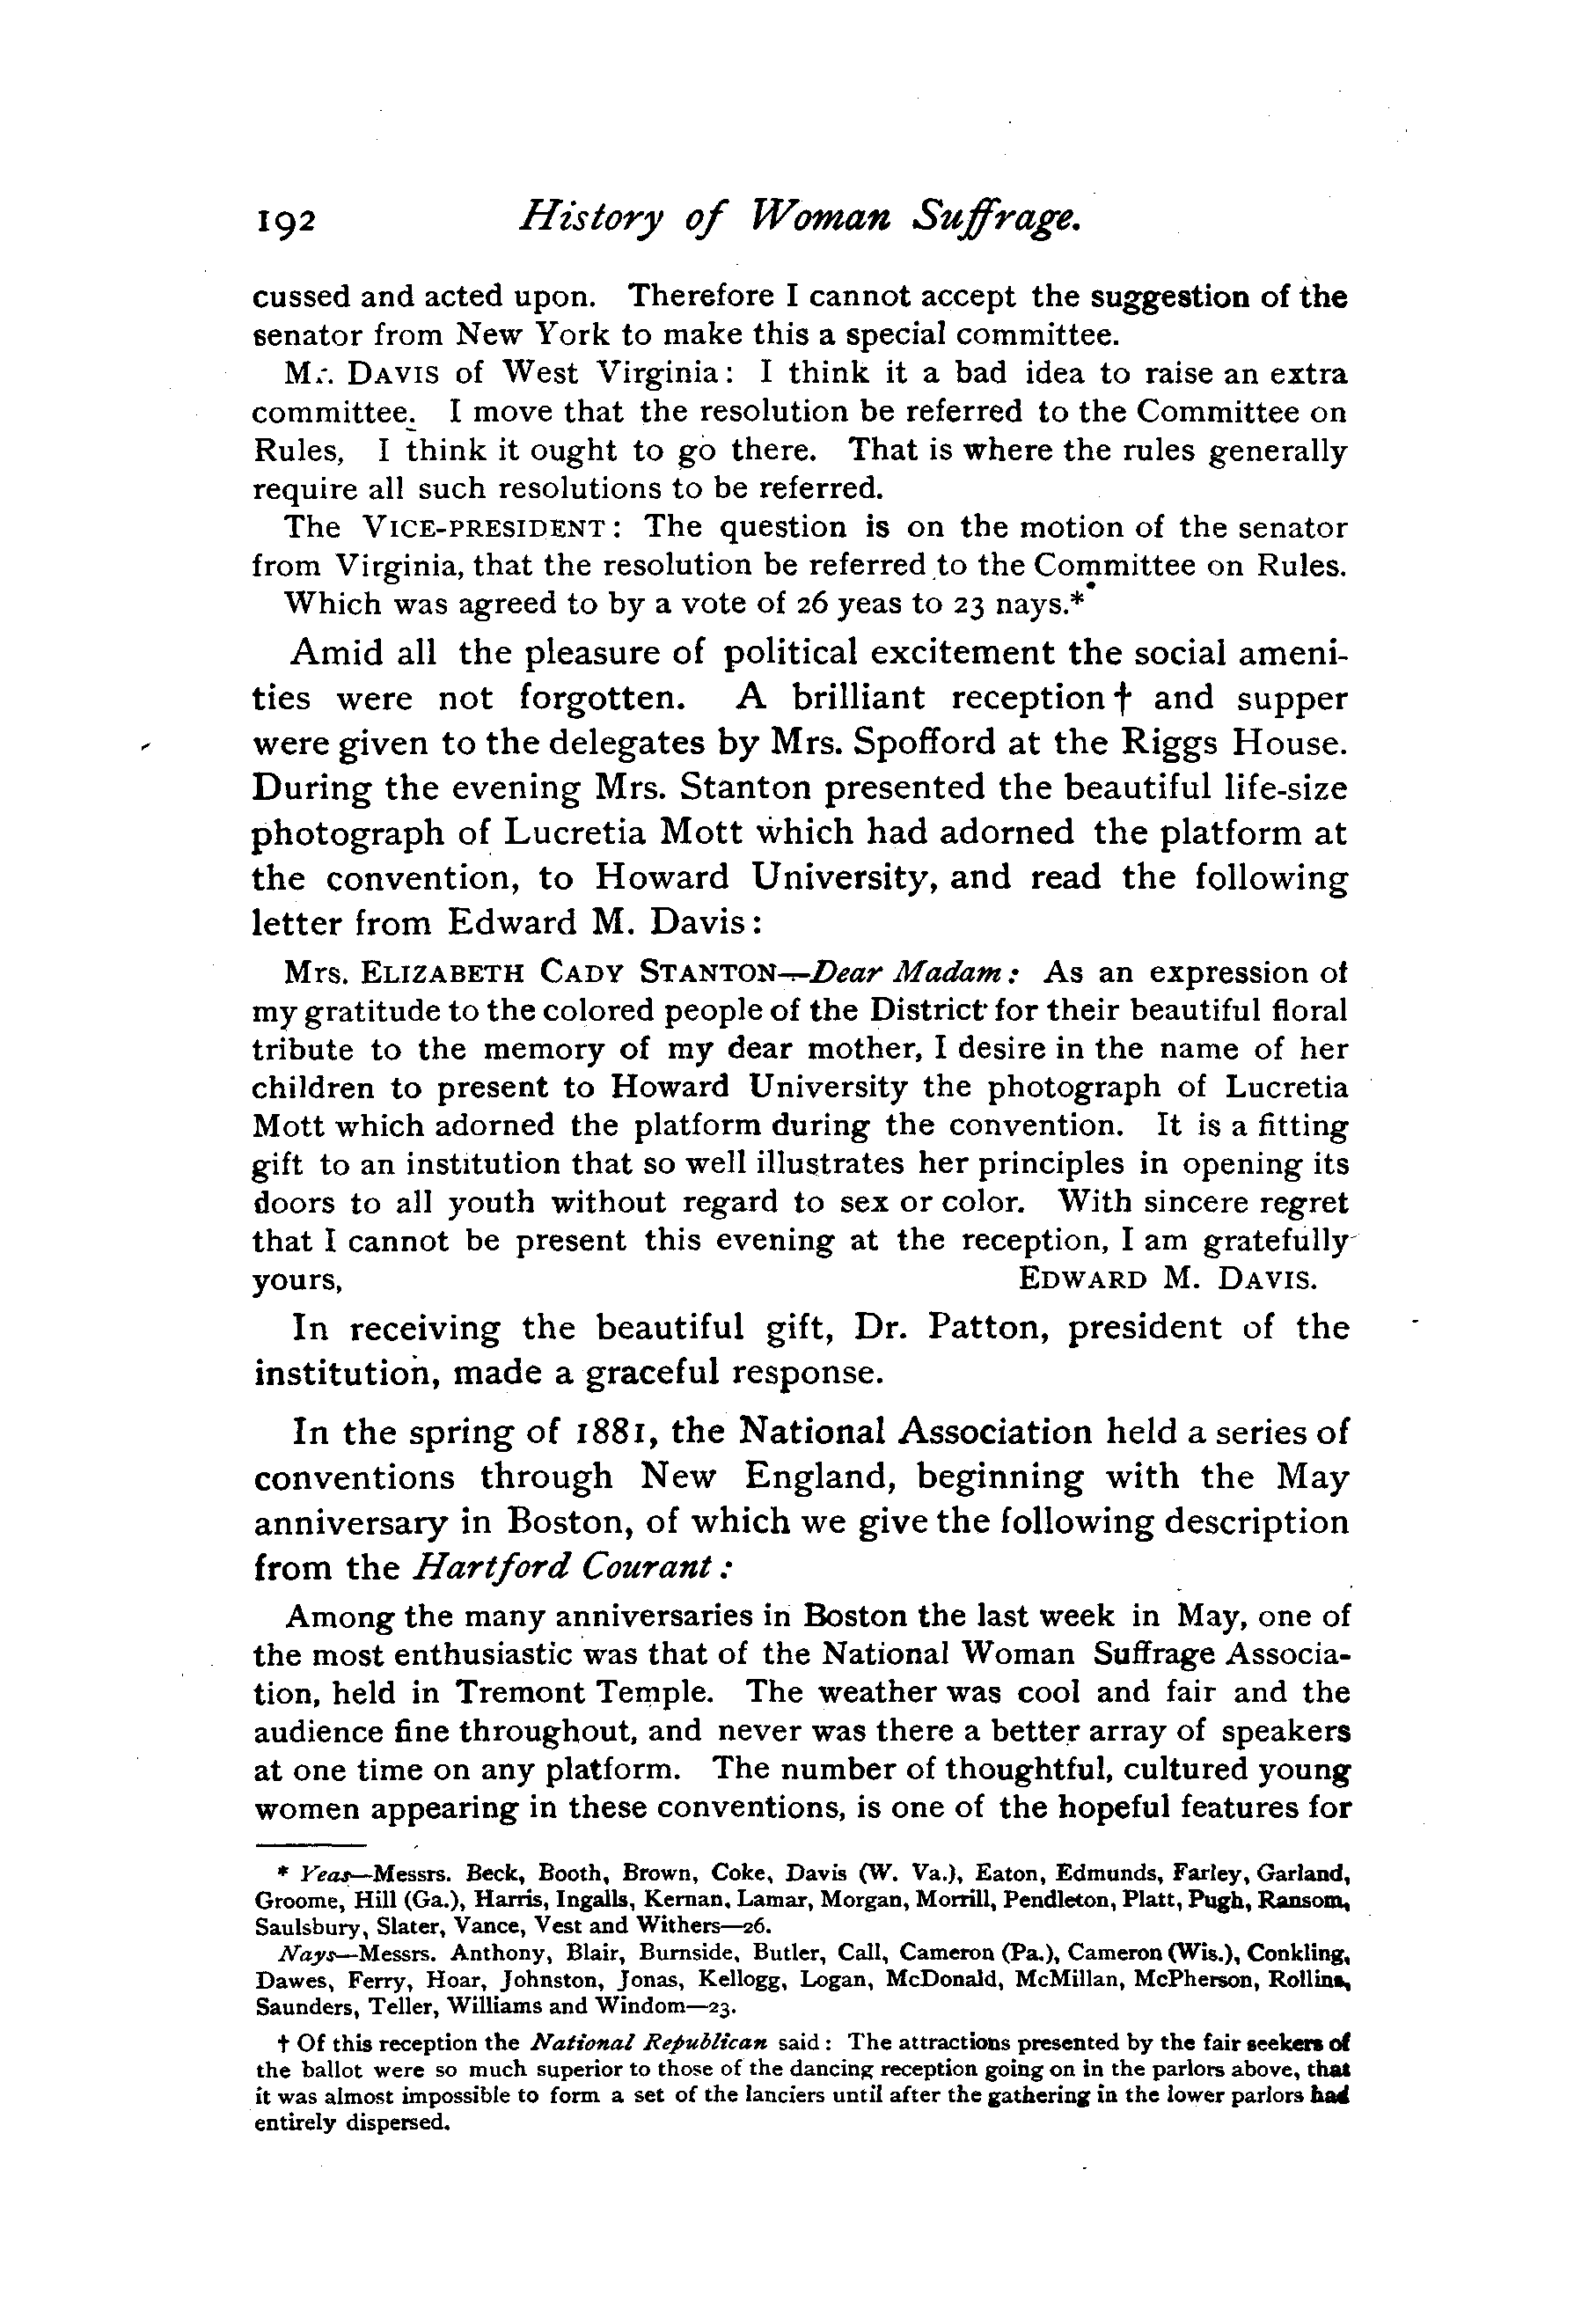 192 History of Woman Suffrage.
cussed and acted upon. Therefore I cannot accept the suggestion of the
senator from New York to make this a special committee.
Mr. DAVIS of West Virginia: I think it a bad idea to raise an extra
committee. I move that the resolution be referred to the Committee on
Rules, I think it ought to go there. That is where the rules generally
require all such resolutions to be referred.
The VICE-PRESIDENT: The question is on the motion of the senator
from Virginia, that the resolution be referred to the Committee on Rules.
Which was agreed to by a vote of 26 yeas to 23 nays.*
Amid all the pleasure of political excitement the social ameni-
ties were not forgotten. A brilliant reception† and supper
were given to the delegates by Mrs. Spofford at the Riggs House.
During the evening Mrs. Stanton presented the beautiful life-size
photograph of Lucretia Mott which had adorned the platform at
the convention, to Howard University, and read the following
letter from Edward M. Davis:
Mrs. ELIZABETH CADY STANTON—Dear Madam: As an expression of
my gratitude to the colored people of the District for their beautiful floral
tribute to the memory of my dear mother, I desire in the name of her
children to present to Howard University the photograph of Lucretia
Mott which adorned the platform during the convention. It is a fitting
gift to an institution that so well illustrates her principles in opening its
doors to all youth without regard to sex or color. With sincere regret
that I cannot be present this evening at the reception, I am gratefully
yours, EDWARD M. DAVIS.
In receiving the beautiful gift, Dr. Patton, president of the
institution, made a graceful response.
In the spring of 1881, the National Association held a series of
conventions through New England, beginning with the May
anniversary in Boston, of which we give the following description
from the Hartford Courant:
Among the many anniversaries in Boston the last week in May, one of
the most enthusiastic was that of the National Woman Suffrage Associa-
tion, held in Tremont Temple. The weather was cool and fair and the
audience fine throughout, and never was there a better array of speakers
at one time on any platform. The number of thoughtful, cultured young
women appearing in these conventions, is one of the hopeful features for
* Yeas—Messrs. Beck, Booth, Brown, Coke, Davis (W. Va.), Eaton, Edmunds, Farley, Garland,
Groome, Hill (Ga.), Harris, Ingalls, Kernan, Lamar, Morgan, Morrill, Pendleton, Platt, Pugh, Ransom,
Saulsbury, Slater, Vance, Vest and Withers—26.
Nays—Messrs. Anthony, Blair, Burnside, Butler, Call, Cameron (Pa.), Cameron (Wis.), Conkling,
Dawes, Ferry, Hoar, Johnston, Jonas, Kellogg, Logan, McDonald, McMillan, McPherson, Rollins,
Saunders, Teller, Williams and Windom—23.
† Of this reception the National Republican said: The attractions presented by the fair seekers of
the ballot were so much superior to those of the dancing reception going on in the parlors above, that
it was almost impossible to form a set of the lanciers until after the gathering in the lower parlors had
entirely dispersed.